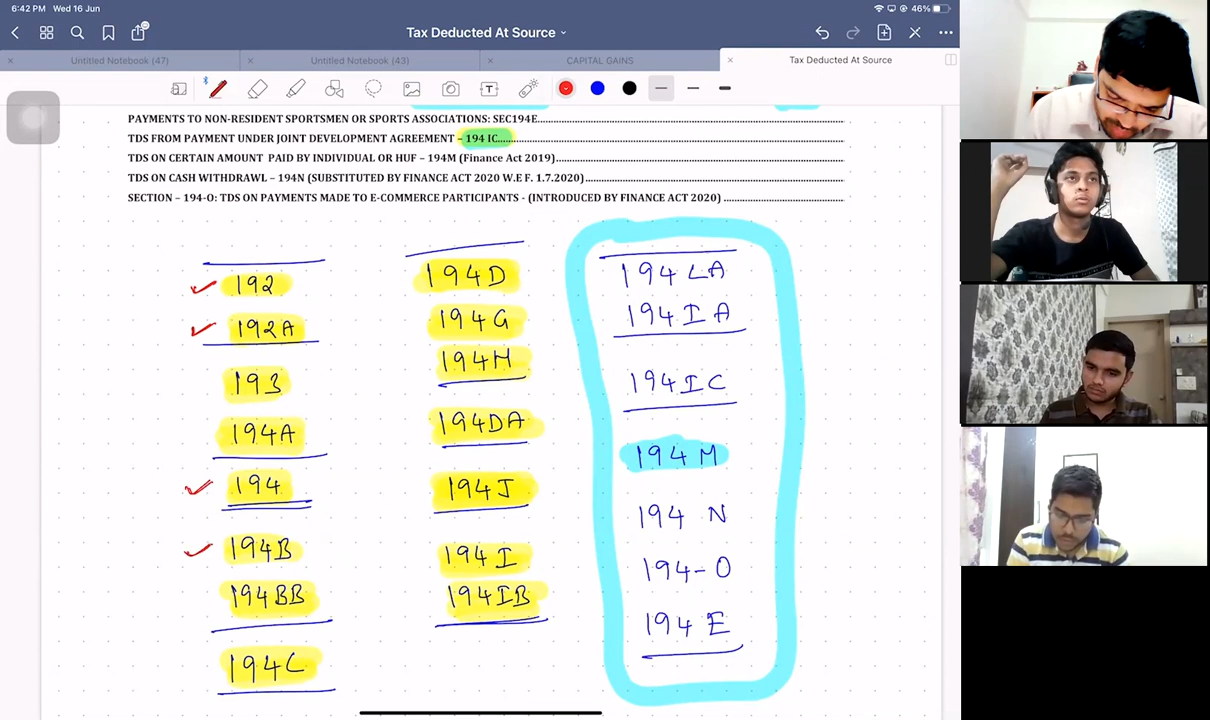 6:42 PM Wed 16 Jun
46%
Tax Deducted At Source
Untitled Notebook (47)
Untitled Notebook (43)
CAPITAL GAINS
Tax Deducted At Source
PAYMENTS TO NON-RESIDENT SPORTSMEN OR SPORTS ASSOCIATIONS: SEC194E
TDS FROM PAYMENT UNDER JOINT DEVELOPMENT AGREEMENT – 194 IC
TDS ON CERTAIN AMOUNT PAID BY INDIVIDUAL OR HUF – 194M (Finance Act 2019)
TDS ON CASH WITHDRAWL – 194N (SUBSTITUTED BY FINANCE ACT 2020 W.E F. 1.7.2020)
SECTION – 194-O: TDS ON PAYMENTS MADE TO E-COMMERCE PARTICIPANTS - (INTRODUCED BY FINANCE ACT 2020)
192
192A
193
194A
194
194B
194BB
194C
194D
194G
194H
194DA
194J
194I
194IB
194LA
194IA
194IC
194M
194N
194-O
194E